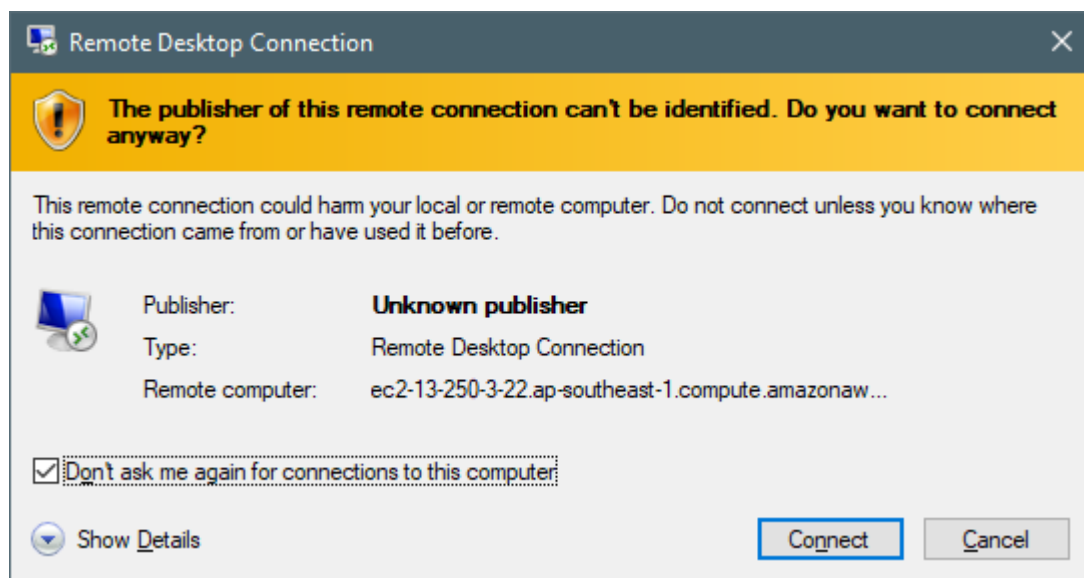 Remote Desktop Connection
The publisher of this remote connection can't be identified. Do you want to connect
anyway?
This remote connection could harm your local or remote computer. Do not connect unless you know where
this connection came from or have used it before.
Publisher: Unknown publisher
Type: Remote Desktop Connection
Remote computer: ec2-13-250-3-22.ap-southeast-1.compute.amazonaw...
Don't ask me again for connections to this computer
Show Details Connect Cancel